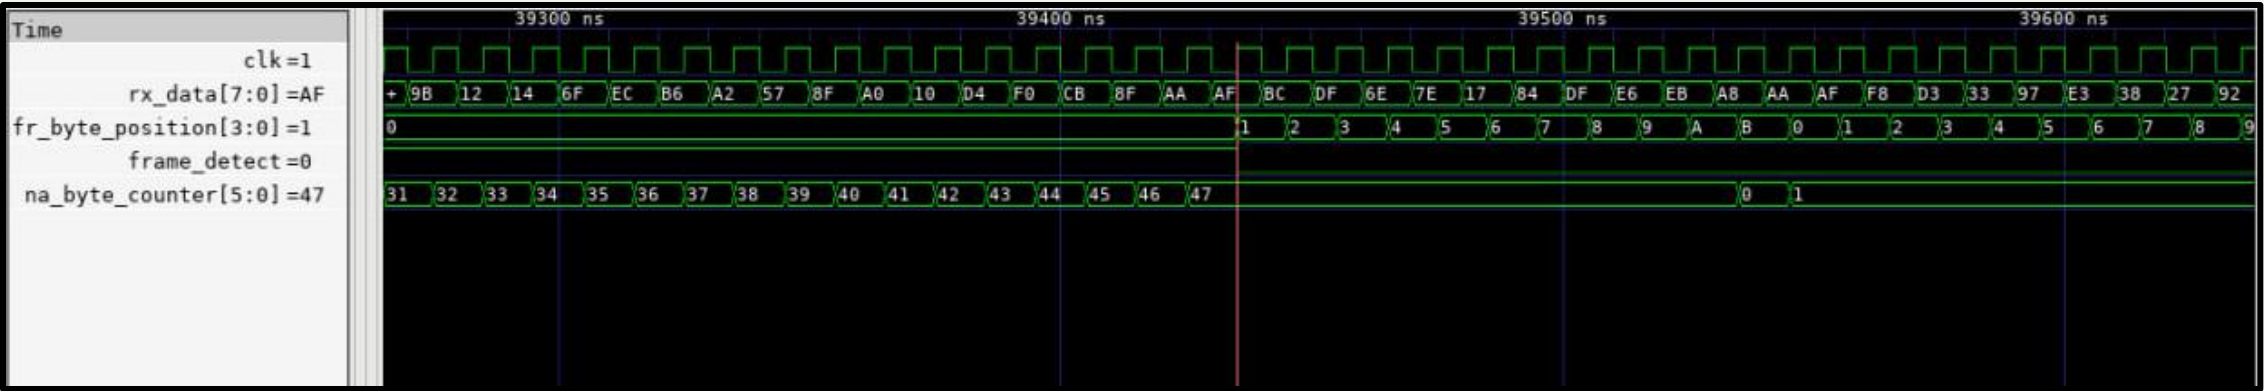 39300 ns 39400 ns 39500 ns 39600 ns
Time
clk=1
rx_data[7:0]=AF + 9B 12 14 6F EC B6 A2 57 8F A0 10 D4 F0 CB 8F AA AF BC DF 6E 7E 17 84 DF E6 EB A8 AA AF F8 D3 33 97 E3 38 27 92
fr_byte_position[3:0]=1 0 1 2 3 4 5 6 7 8 9 A B 0 1 2 3 4 5 6 7 8 9
frame_detect=0
na_byte_counter[5:0]=47 31 32 33 34 35 36 37 38 39 40 41 42 43 44 45 46 47 0 1